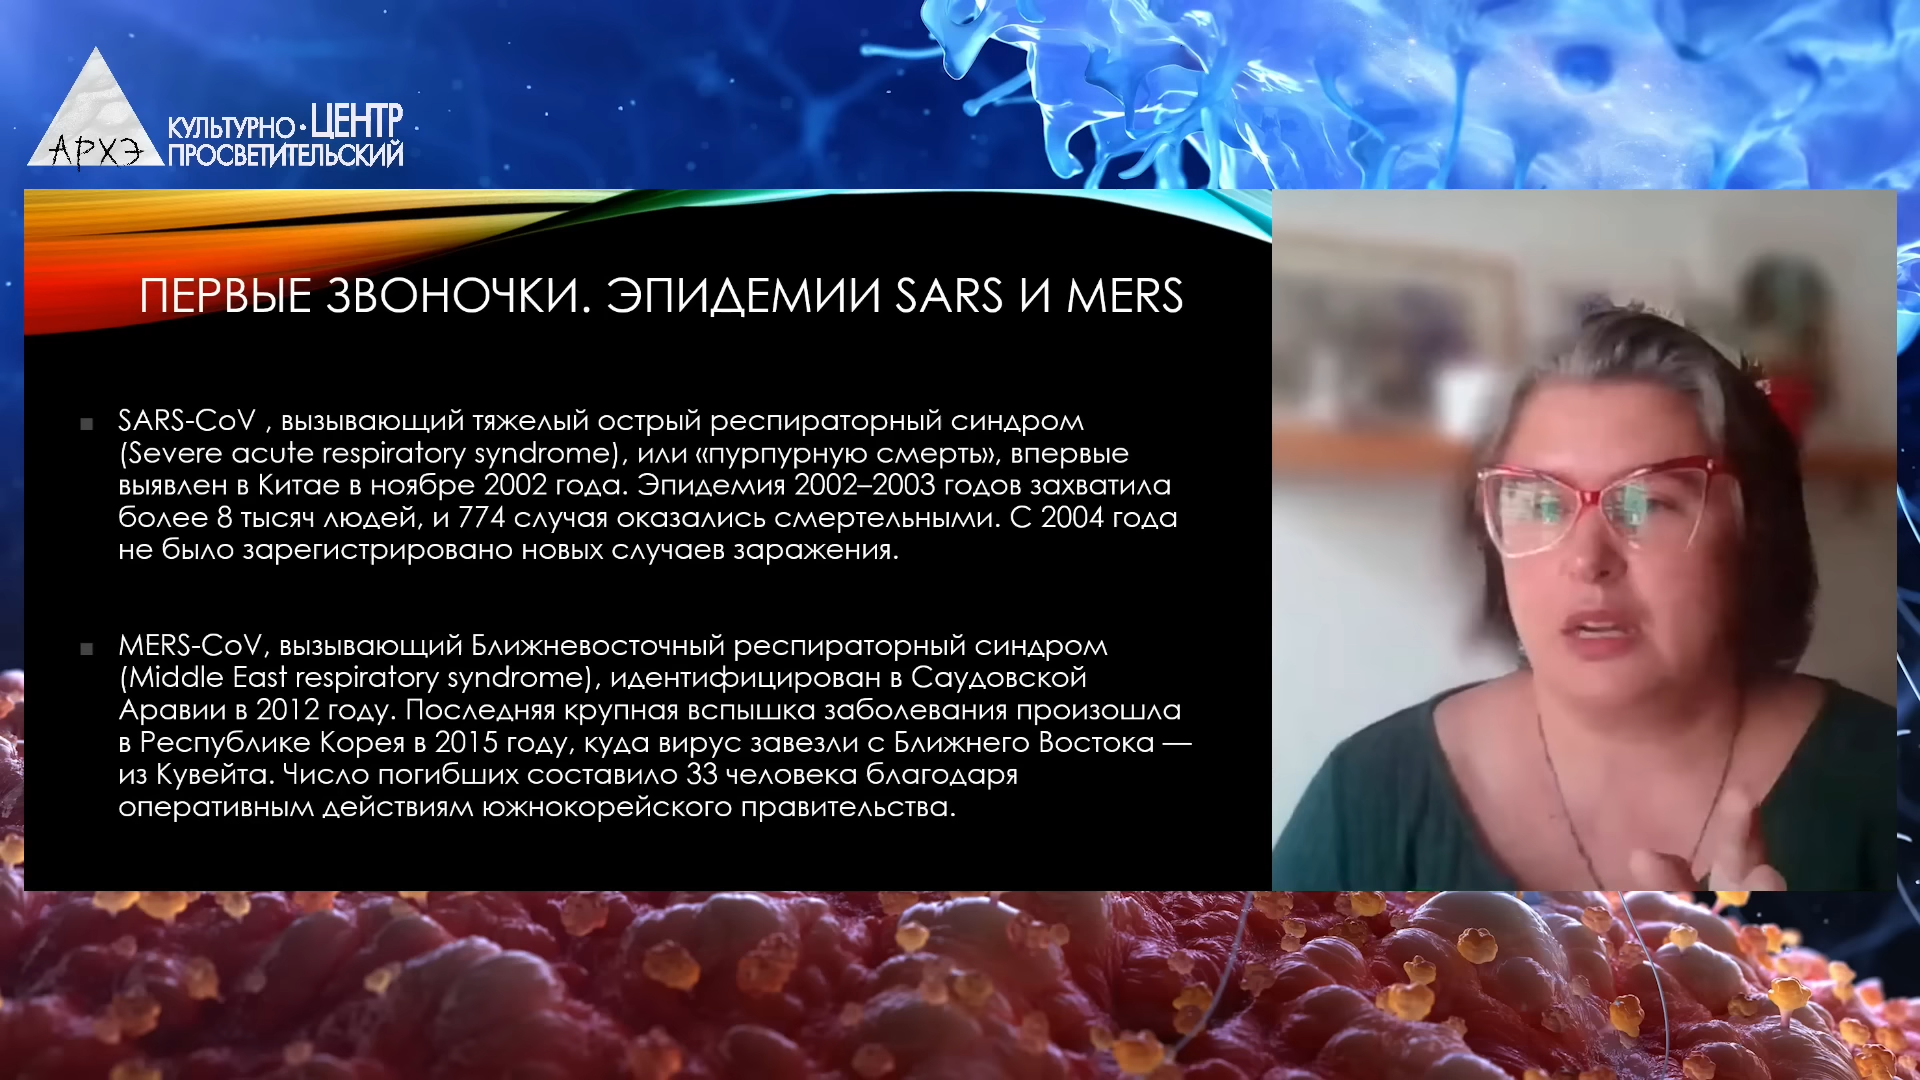 АРХЭ
КУЛЬТУРНО·ЦЕНТР
ПРОСВЕТИТЕЛЬСКИЙ
ПЕРВЫЕ ЗВОНОЧКИ. ЭПИДЕМИИ SARS И MERS
SARS-CoV , вызывающий тяжелый острый респираторный синдром
(Severe acute respiratory syndrome), или «пурпурную смерть», впервые
выявлен в Китае в ноябре 2002 года. Эпидемия 2002–2003 годов захватила
более 8 тысяч людей, и 774 случая оказались смертельными. С 2004 года
не было зарегистрировано новых случаев заражения.
MERS-CoV, вызывающий Ближневосточный респираторный синдром
(Middle East respiratory syndrome), идентифицирован в Саудовской
Аравии в 2012 году. Последняя крупная вспышка заболевания произошла
в Республике Корея в 2015 году, куда вирус завезли с Ближнего Востока —
из Кувейта. Число погибших составило 33 человека благодаря
оперативным действиям южнокорейского правительства.